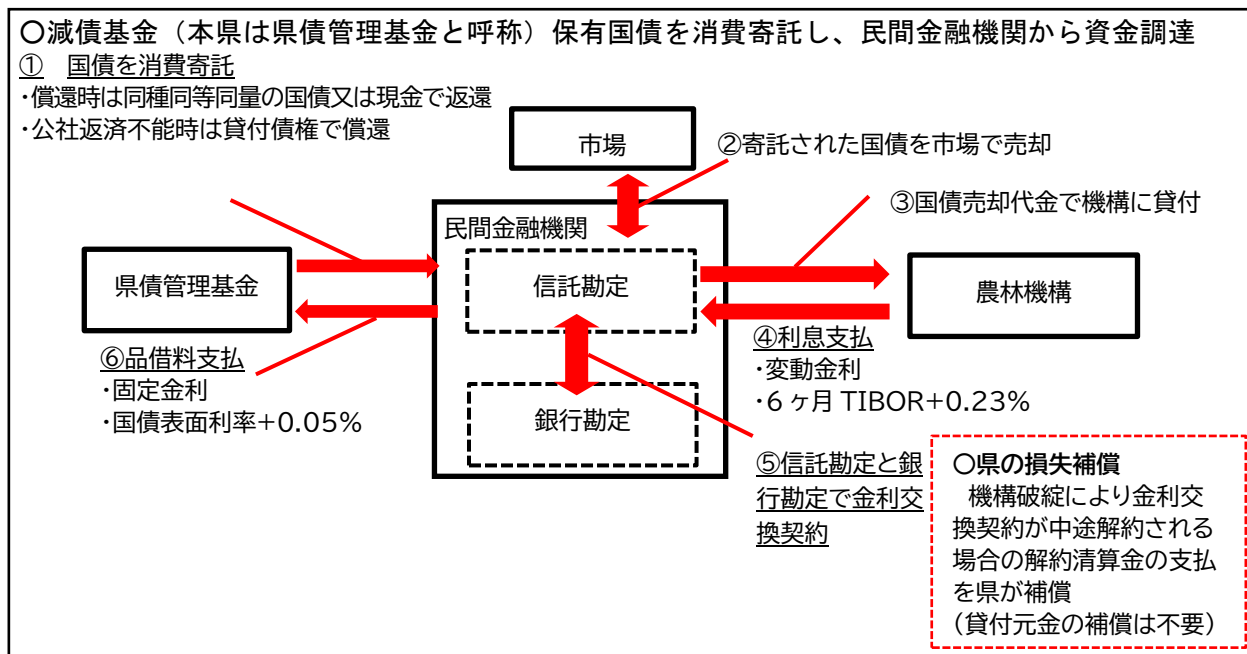 〇減債基金（本県は県債管理基金と呼称）保有国債を消費寄託し、民間金融機関から資金調達
①　国債を消費寄託
・償還時は同種同等同量の国債又は現金で返還
・公社返済不能時は貸付債権で償還
市場
②寄託された国債を市場で売却
③国債売却代金で機構に貸付
民間金融機関
県債管理基金
信託勘定
農林機構
⑥品借料支払
・固定金利
・国債表面利率＋0.05％
④利息支払
・変動金利
・6ヶ月TIBOR+0.23％
銀行勘定
⑤信託勘定と銀
行勘定で金利交
換契約
〇県の損失補償
機構破綻により金利交
換契約が中途解約される
場合の解約清算金の支払
を県が補償
（貸付元金の補償は不要）